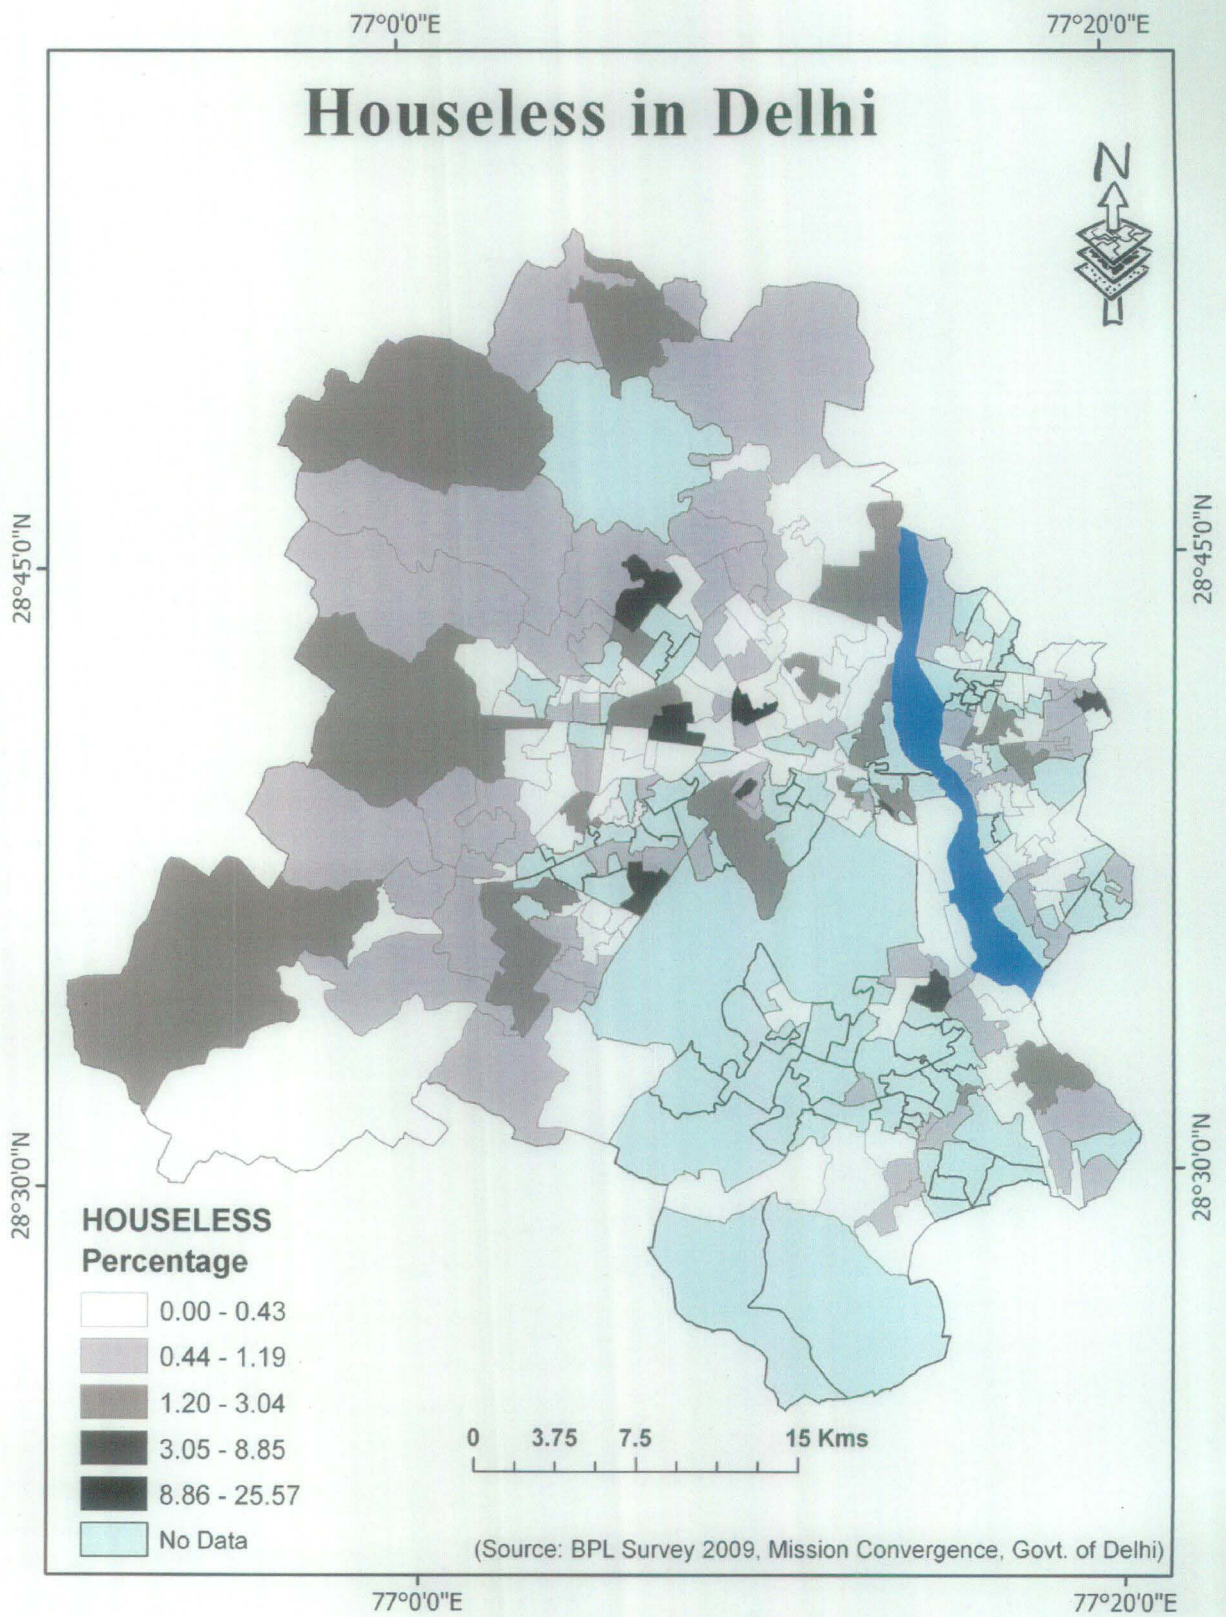 77°0'0"E
77°20'0"E
Houseless in Delhi
N
28°45'0"N
28°45'0"N
28°30'0"N
28°30'0"N
HOUSELESS
Percentage
0.00 - 0.43
0.44 - 1.19
1.20 - 3.04
3.05 - 8.85
8.86 - 25.57
No Data
0 3.75 7.5 15 Kms
(Source: BPL Survey 2009, Mission Convergence, Govt. of Delhi)
77°0'0"E
77°20'0"E